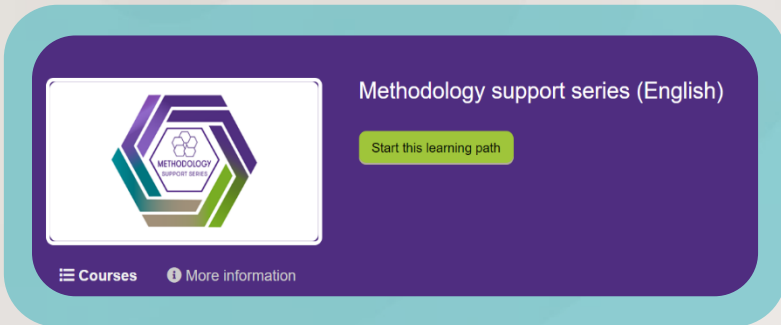 Methodology support series (English)
Start this learning path
METHODOLOGY
SUPPORT SERIES
Courses
More information